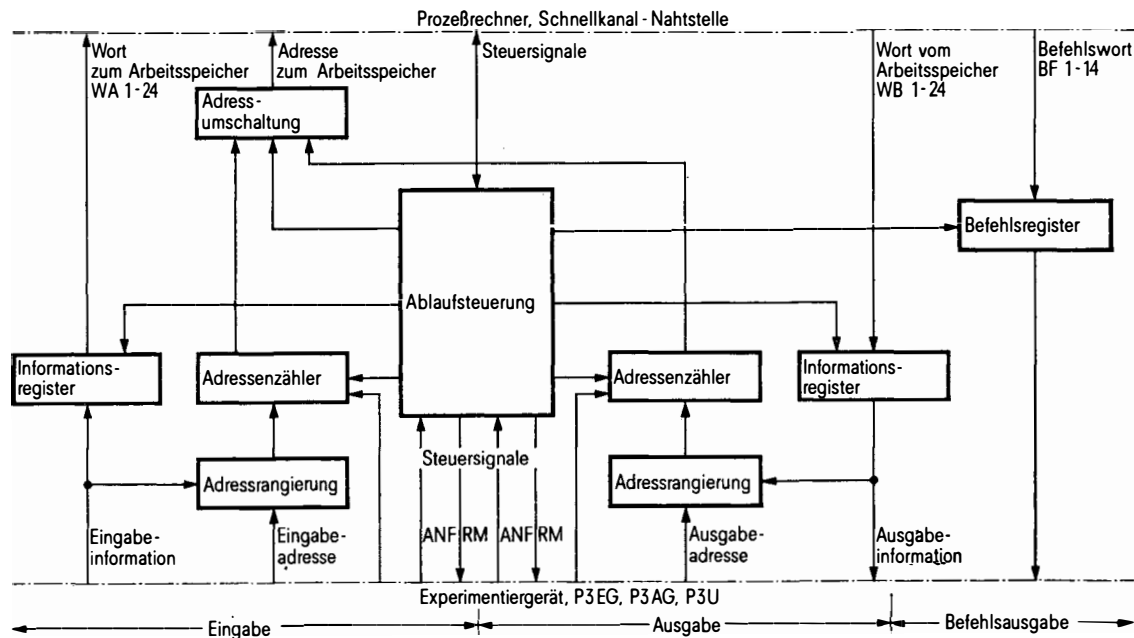 Prozeßrechner, Schnellkanal-Nahtstelle
Wort
zum Arbeitsspeicher
WA 1-24
Adresse
zum Arbeitsspeicher
Steuersignale
Wort vom
Arbeitsspeicher
WB 1-24
Befehlswort
BF 1-14
Adress-
umschaltung
Befehlsregister
Ablaufsteuerung
Informations-
register
Adressenzähler
Adressenzähler
Informations-
register
Steuersignale
Adressrangierung
Adressrangierung
Eingabe-
information
Eingabe-
adresse
ANF RM ANF RM
Ausgabe-
adresse
Ausgabe-
information
Experimentiergerät, P3EG, P3AG, P3U
Eingabe
Ausgabe
Befehlsausgabe